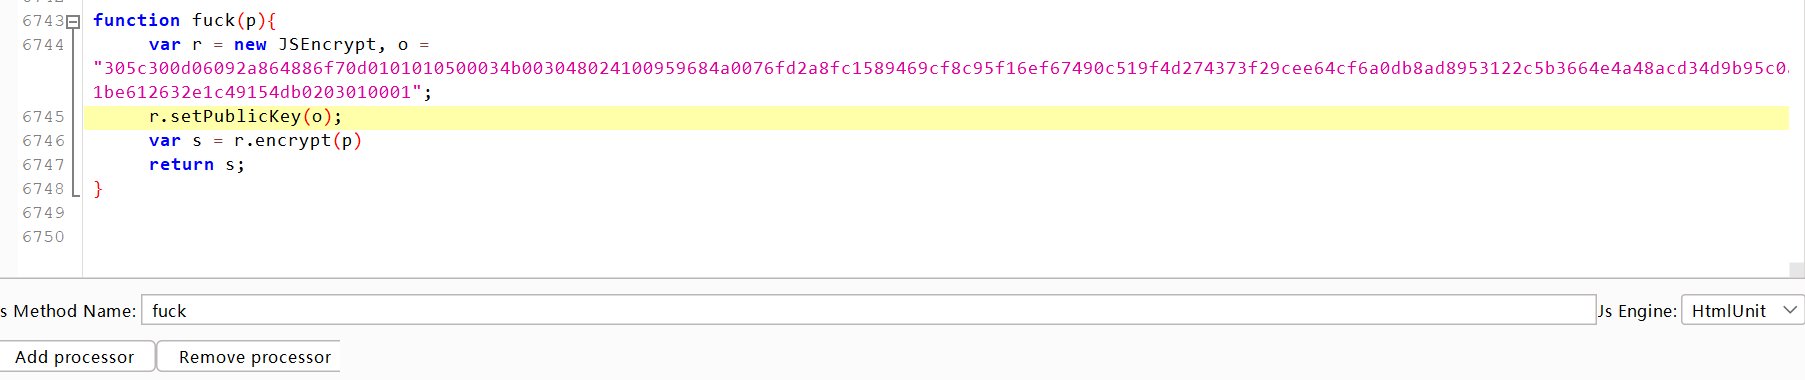 6743 function fuck(p){
6744 var r = new JSEncrypt, o =
"305c300d06092a864886f70d0101010500034b003048024100959684a0076fd2a8fc1589469cf8c95f16ef67490c519f4d274373f29cee64cf6a0db8ad8953122c5b3664e4a48acd34d9b95c0
1be612632e1c49154db0203010001";
6745 r.setPublicKey(o);
6746 var s = r.encrypt(p)
6747 return s;
6748 }
6749
6750
s Method Name: fuck Js Engine: HtmlUnit
Add processor Remove processor